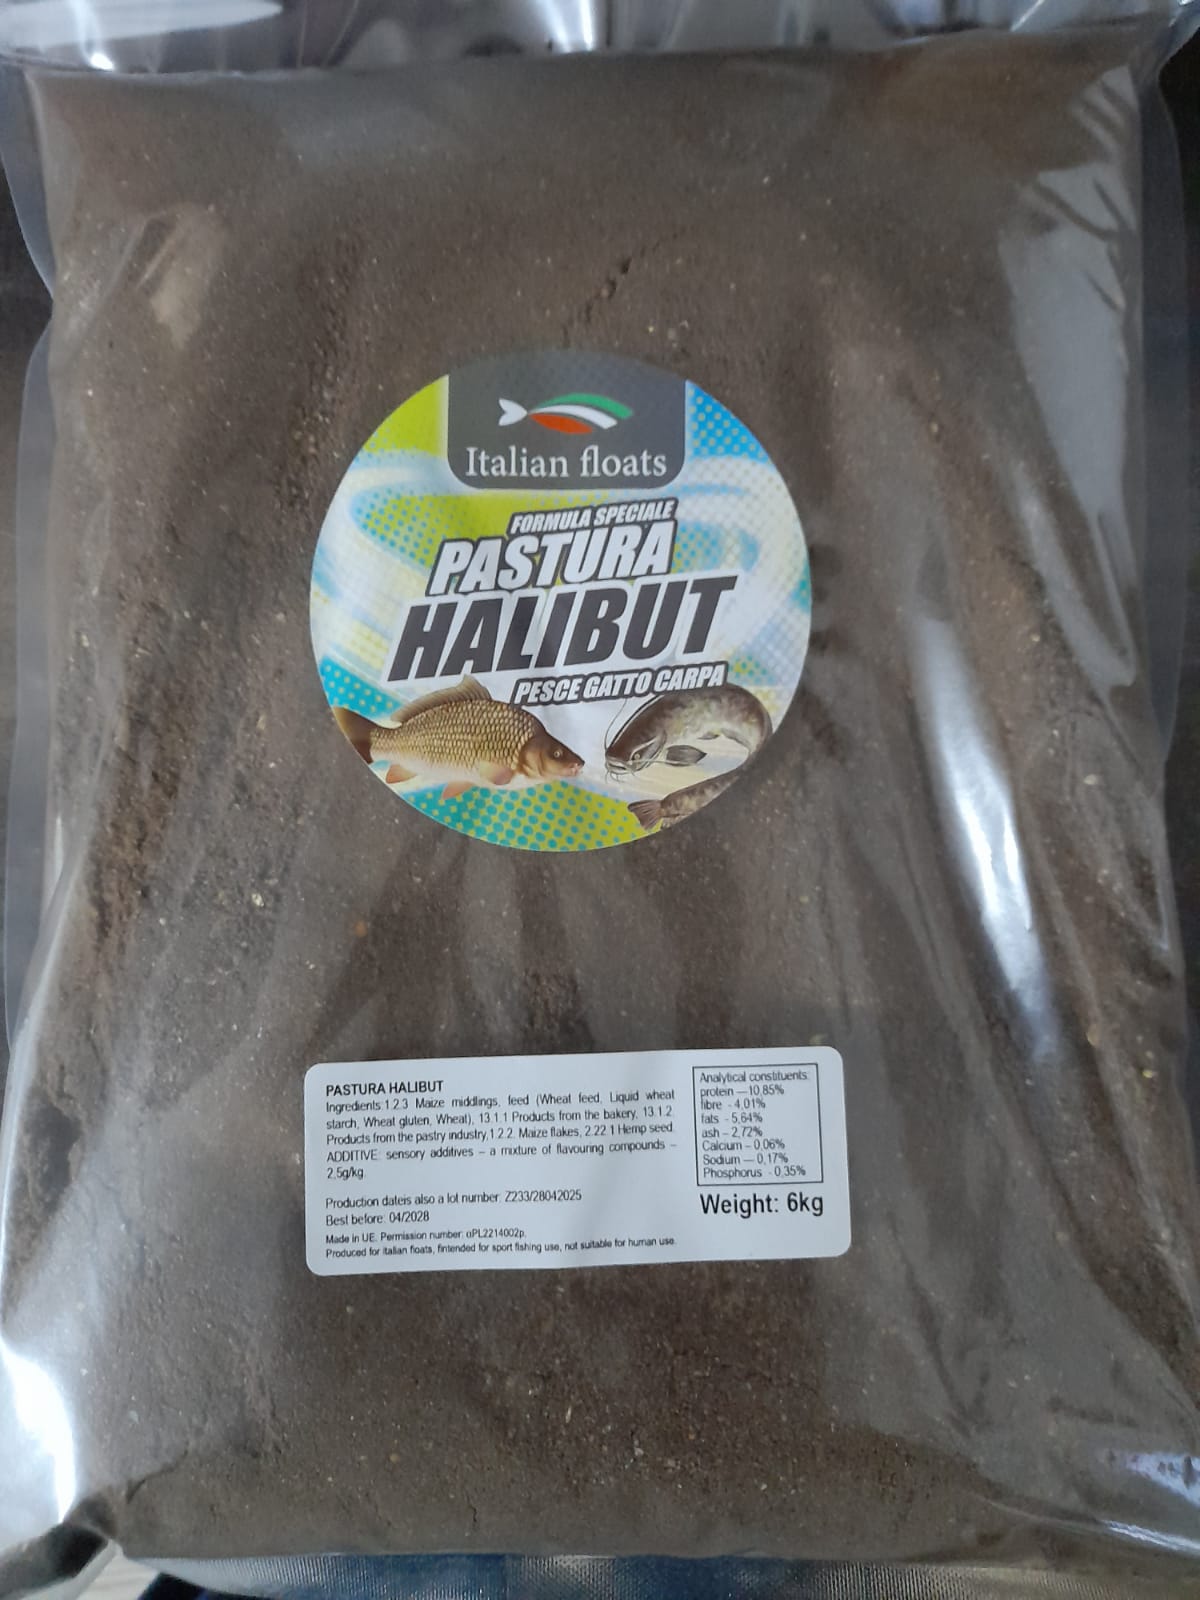 Italian floats
FORMULA SPECIALE
PASTURA
HALIBUT
PESCE GATTO CARPA
PASTURA HALIBUT
Ingredients 1.2.3 Maize middlings, feed (Wheat feed, Liquid wheat
starch, Wheat gluten, Wheat), 13.1.1 Products from the bakery, 13.1.2.
Products from the pastry industry,1.2.2. Maize flakes, 2.22.1 Hemp seed.
ADDITIVE: sensory additives – a mixture of flavouring compounds –
2,5g/kg.
Production dateis also a lot number: Z233/28042025
Best before: 04/2028
Made in UE. Permission number: αPL2214002p.
Produced for italian floats, fintended for sport fishing use, not suitable for human use.
Analytical constituents:
protein — 10,85%
fibre - 4,01%
fats - 5,64%
ash – 2,72%
Calcium – 0,06%
Sodium — 0,17%
Phosphorus - 0,35%
Weight: 6kg